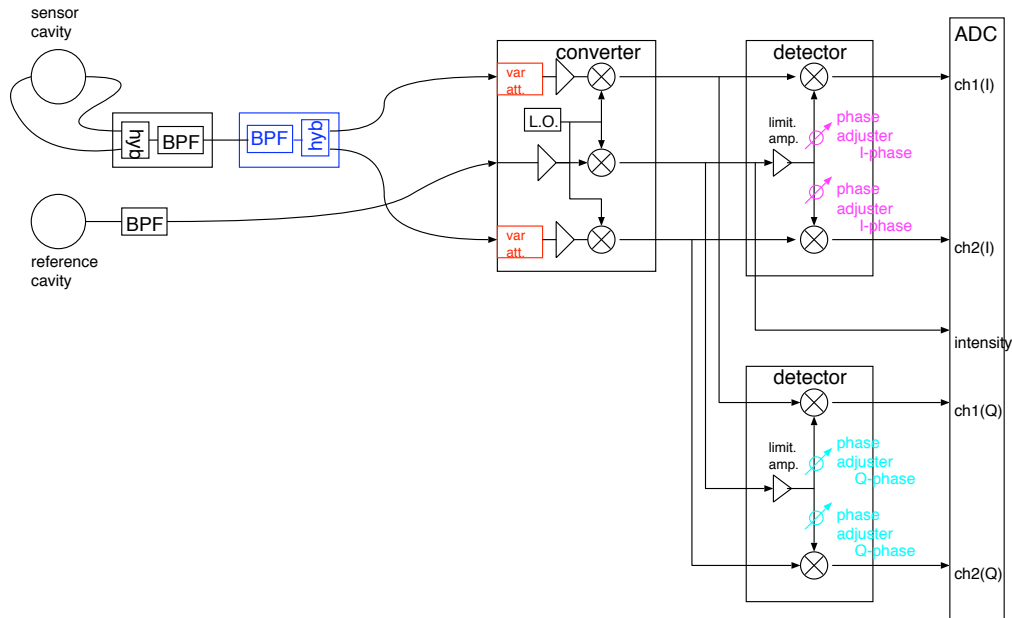 sensor
cavity
hyb
BPF
BPF
hyb
reference
cavity
BPF
converter
var
att.
L.O.
var
att.
detector
limit.
amp.
phase
adjuster
I-phase
phase
adjuster
I-phase
detector
limit.
amp.
phase
adjuster
Q-phase
phase
adjuster
Q-phase
ADC
ch1(I)
ch2(I)
intensity
ch1(Q)
ch2(Q)